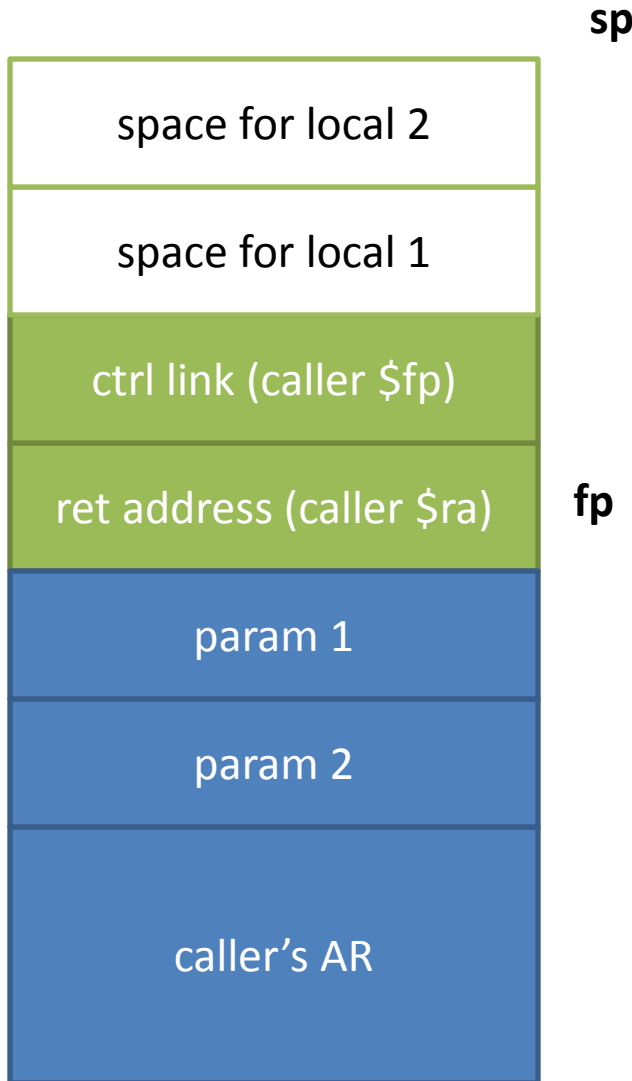 sp
space for local 2
space for local 1
ctrl link (caller $fp)
ret address (caller $ra)
fp
param 1
param 2
caller’s AR